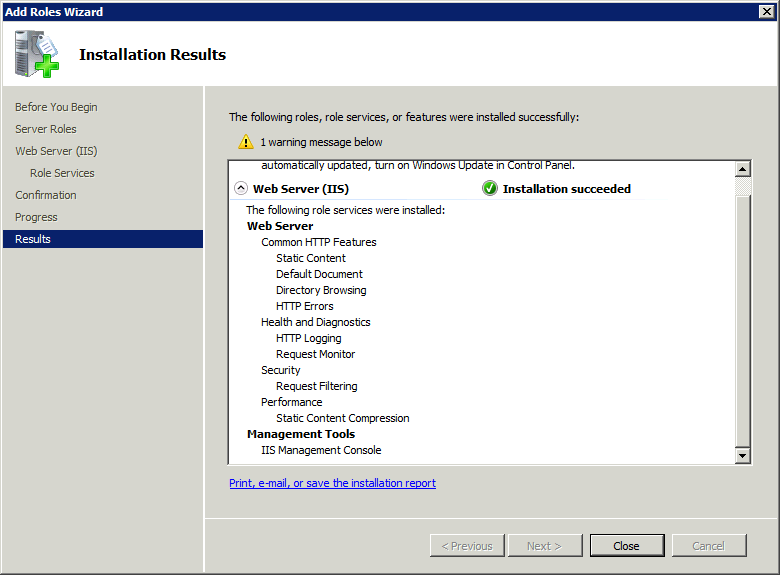 Add Roles Wizard
Installation Results
Before You Begin
Server Roles
Web Server (IIS)
Role Services
Confirmation
Progress
Results
The following roles, role services, or features were installed successfully:
1 warning message below
automatically updated, turn on Windows Update in Control Panel.
Web Server (IIS) Installation succeeded
The following role services were installed:
Web Server
Common HTTP Features
Static Content
Default Document
Directory Browsing
HTTP Errors
Health and Diagnostics
HTTP Logging
Request Monitor
Security
Request Filtering
Performance
Static Content Compression
Management Tools
IIS Management Console
Print, e-mail, or save the installation report
< Previous Next > Close Cancel